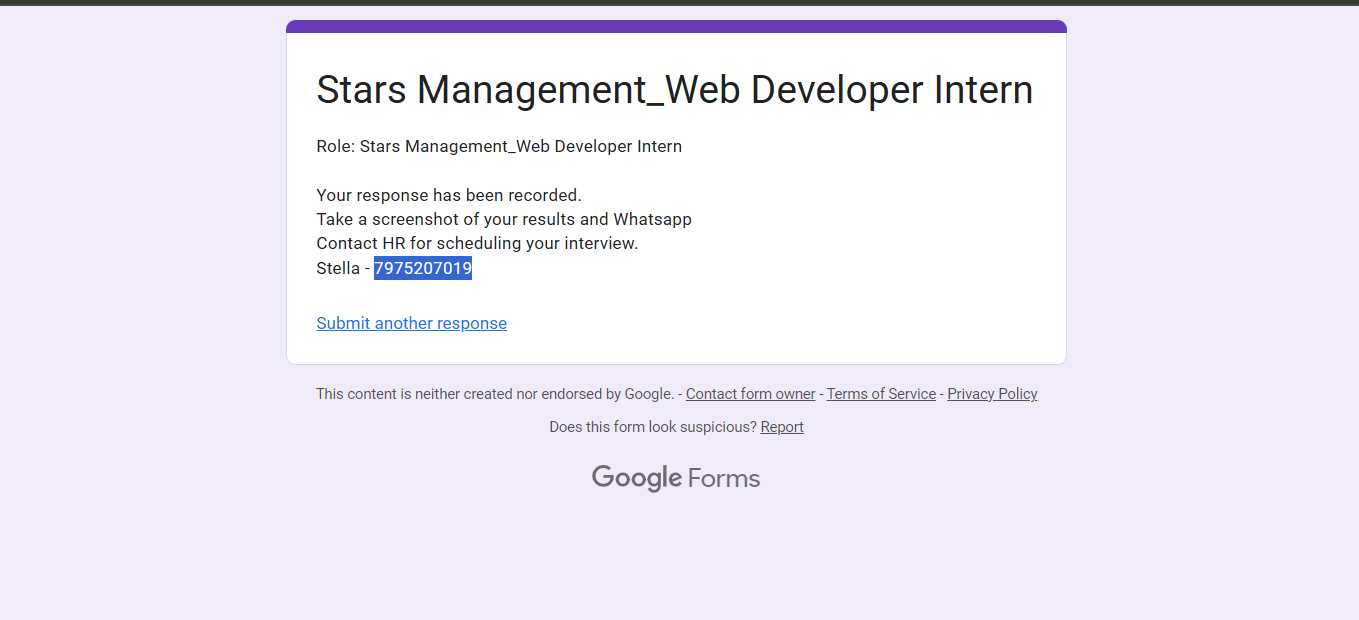 Stars Management_Web Developer Intern
Role: Stars Management_Web Developer Intern
Your response has been recorded.
Take a screenshot of your results and Whatsapp
Contact HR for scheduling your interview.
Stella - 7975207019
Submit another response
This content is neither created nor endorsed by Google. - Contact form owner - Terms of Service - Privacy Policy
Does this form look suspicious? Report
Google Forms